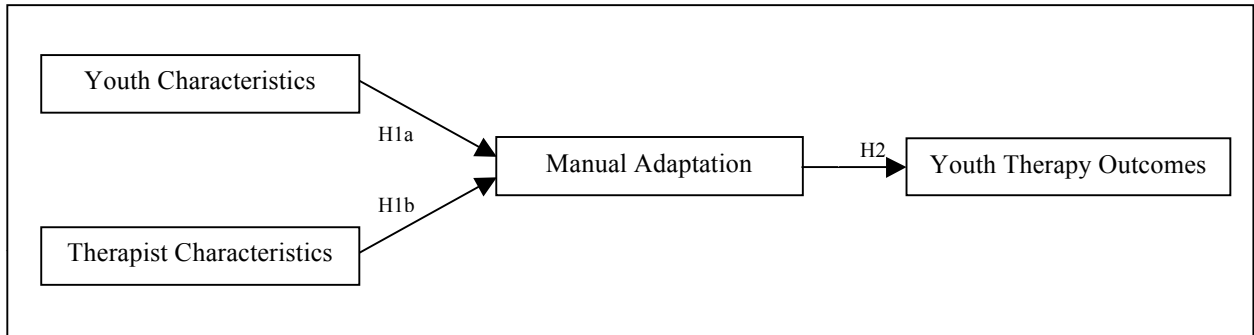 Youth Characteristics
H1a
Manual Adaptation
H2
Youth Therapy Outcomes
H1b
Therapist Characteristics